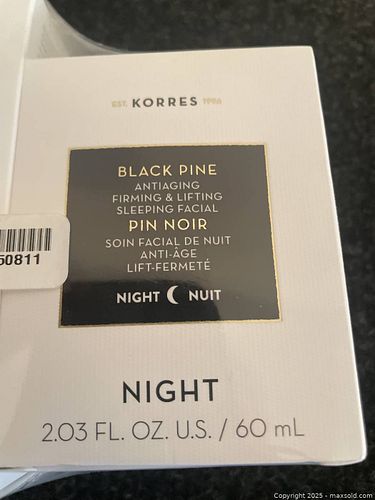 EST. KORRES 1996
BLACK PINE
ANTIAGING
FIRMING & LIFTING
SLEEPING FACIAL
PIN NOIR
SOIN FACIAL DE NUIT
ANTI-ÂGE
LIFT-FERMETÉ
NIGHT NUIT
50811
NIGHT
2.03 FL. OZ. U.S. / 60 mL
Copyright © 2025 - maxsold.com